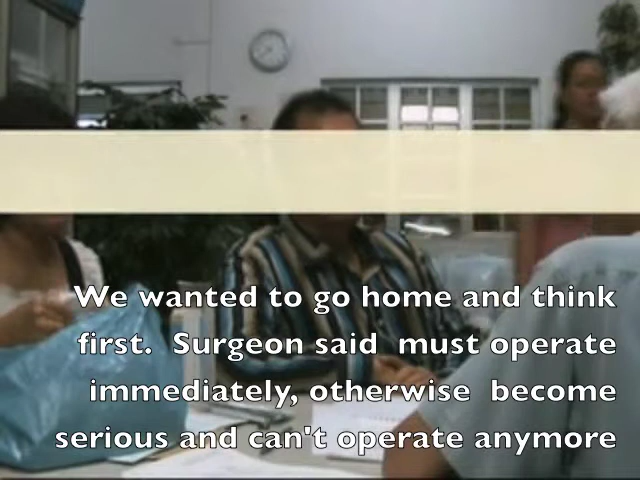 We wanted to go home and think
first. Surgeon said must operate
immediately, otherwise become
serious and can't operate anymore